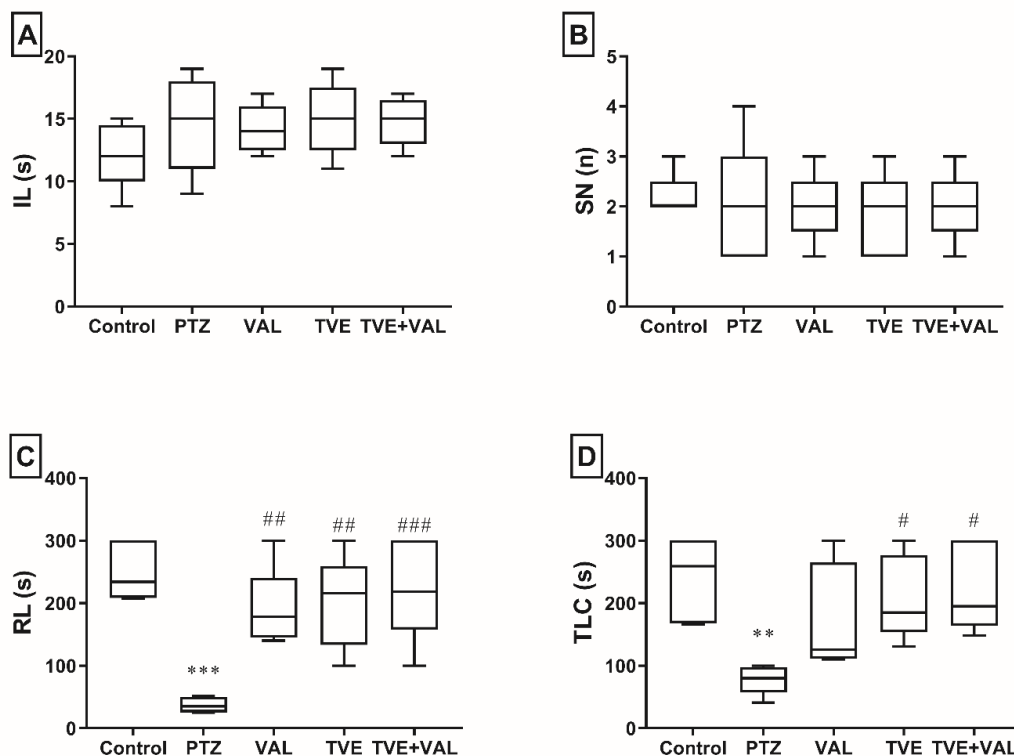 A
IL (s)
20
15
10
5
0
Control PTZ VAL TVE TVE+VAL
B
SN (n)
5
4
3
2
1
0
Control PTZ VAL TVE TVE+VAL
C
RL (s)
400
300
200
100
0
***
##
##
###
Control PTZ VAL TVE TVE+VAL
D
TLC (s)
400
300
200
100
0
**
#
#
Control PTZ VAL TVE TVE+VAL